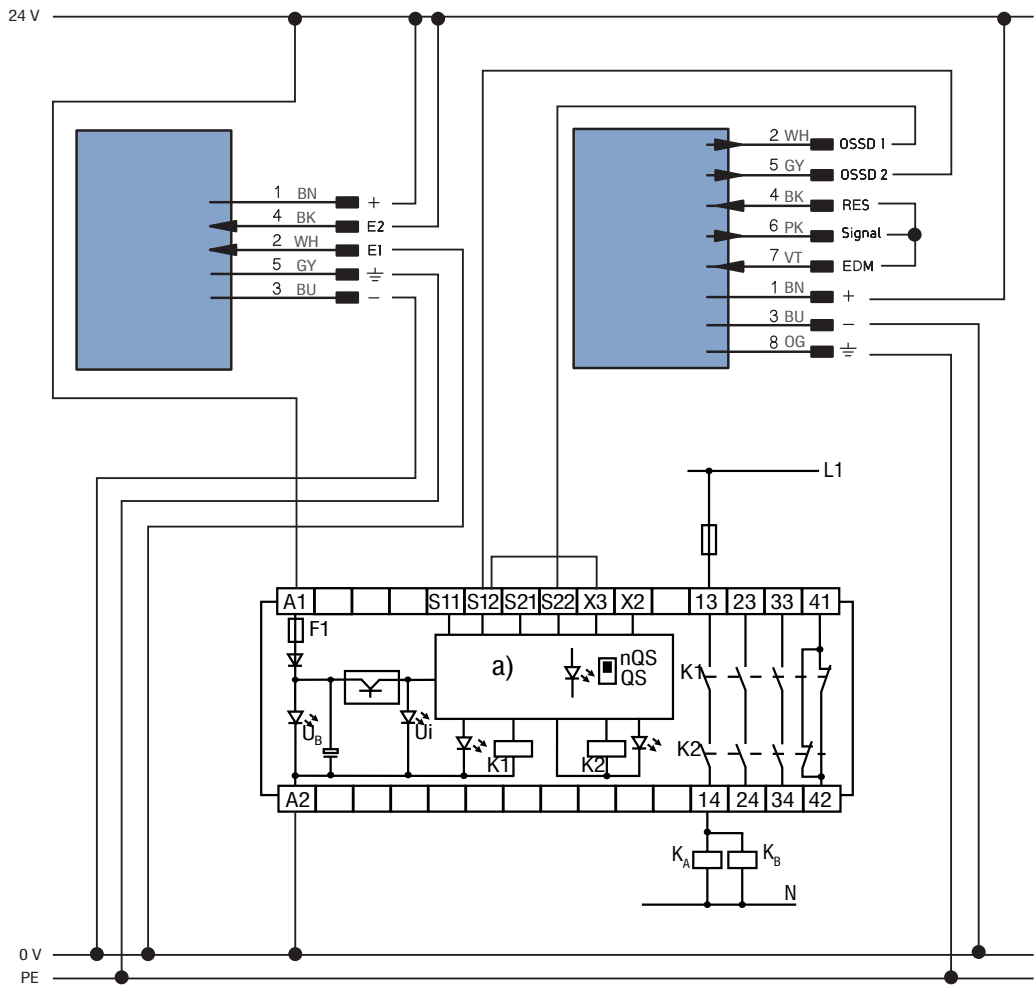 24 V
2 WH OSSD 1
5 GY OSSD 2
4 BK RES
6 PK Signal
7 VT EDM
1 BN +
3 BU −
8 OG
1 BN +
4 BK E2
2 WH E1
5 GY
3 BU −
L1
A1 S11 S12 S21 S22 X3 X2 13 23 33 41
F1
a)
nQS
QS
K1
UB
Ui
K1
K2
K2
A2 14 24 34 42
KA KB
N
0 V
PE